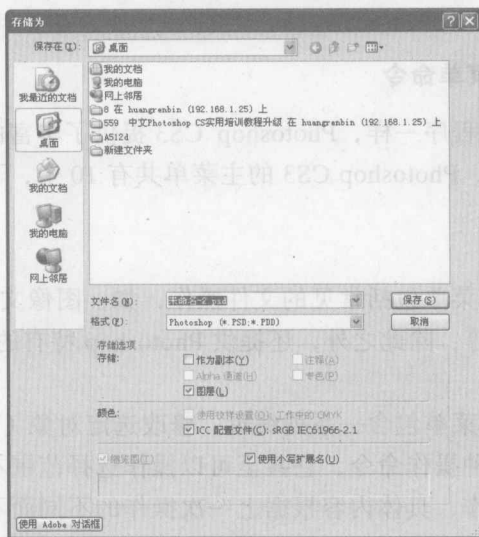 存储为
保存在(I):
桌面
我最近的文档
桌面
我的文档
我的电脑
网上邻居
我的文档
我的电脑
网上邻居
8 在 huangrenbin (192.168.1.25) 上
559 中文Photoshop CS实用培训教程升级 在 huangrenbin (192.168.1.25) 上
A5124
新建文件夹
文件名(N):
未命名-2.psd
保存(S)
格式(F):
Photoshop (*.PSD;*.PDD)
取消
存储选项
存储:
作为副本(Y)
注释(A)
Alpha 通道(H)
专色(P)
图层(L)
颜色:
使用校样设置(O): 工作中的 CMYK
ICC 配置文件(C): sRGB IEC61966-2.1
缩览图(T)
使用小写扩展名(U)
使用 Adobe 对话框